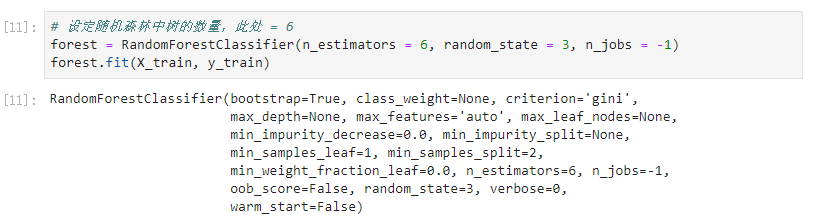 [11]: # 设定随机森林中树的数量，此处 = 6
forest = RandomForestClassifier(n_estimators = 6, random_state = 3, n_jobs = -1)
forest.fit(X_train, y_train)
[11]: RandomForestClassifier(bootstrap=True, class_weight=None, criterion='gini',
max_depth=None, max_features='auto', max_leaf_nodes=None,
min_impurity_decrease=0.0, min_impurity_split=None,
min_samples_leaf=1, min_samples_split=2,
min_weight_fraction_leaf=0.0, n_estimators=6, n_jobs=-1,
oob_score=False, random_state=3, verbose=0,
warm_start=False)